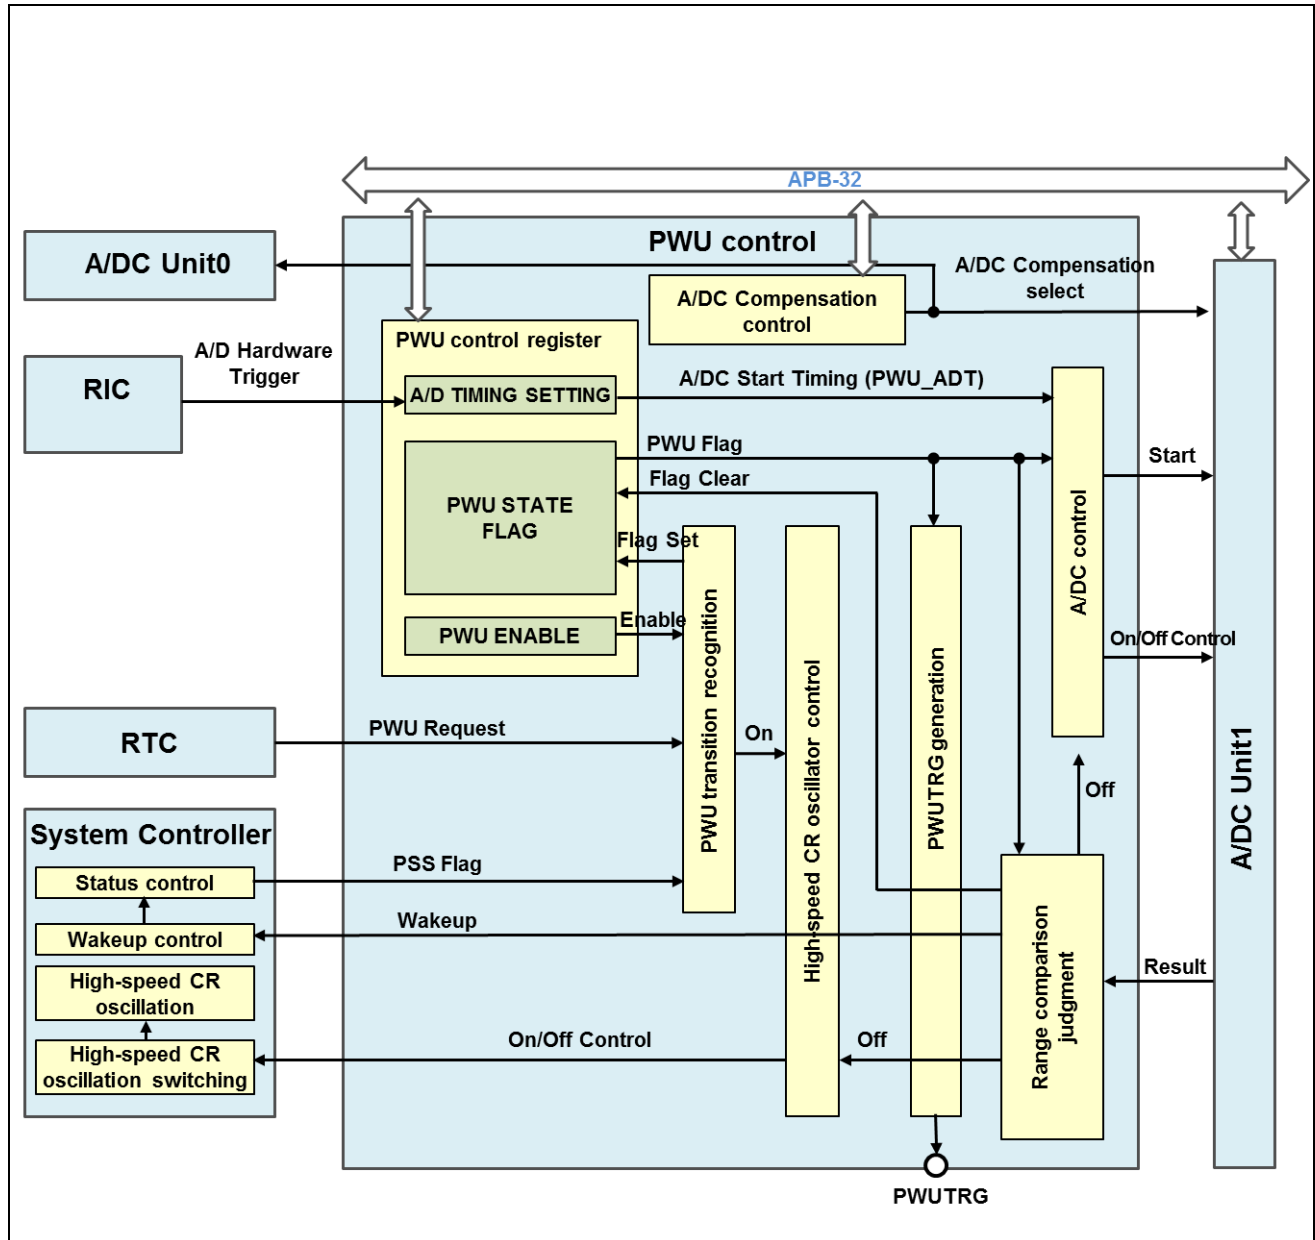 APB-32
PWU control
A/DC Unit0
A/DC Compensation
select
A/DC Compensation
control
PWU control register
A/D Hardware
Trigger
RIC
A/D TIMING SETTING
A/DC Start Timing (PWU_ADT)
PWU Flag
Flag Clear
Start
PWU STATE
FLAG
Flag Set
A/DC control
Enable
PWU ENABLE
On/Off Control
PWU transition recognition
High-speed CR oscillator control
PWUTRG generation
A/DC Unit1
RTC
PWU Request
On
Off
System Controller
Status control
PSS Flag
Wakeup control
Wakeup
Range comparison
judgment
Result
High-speed CR
oscillation
High-speed CR
oscillation switching
On/Off Control
Off
PWUTRG